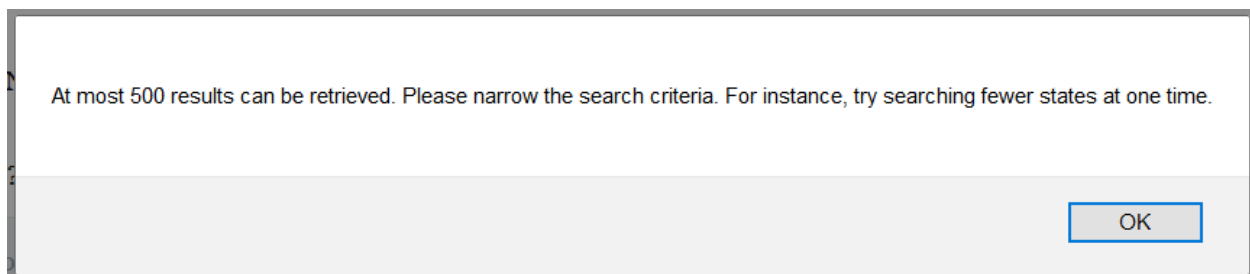 At most 500 results can be retrieved. Please narrow the search criteria. For instance, try searching fewer states at one time.
OK